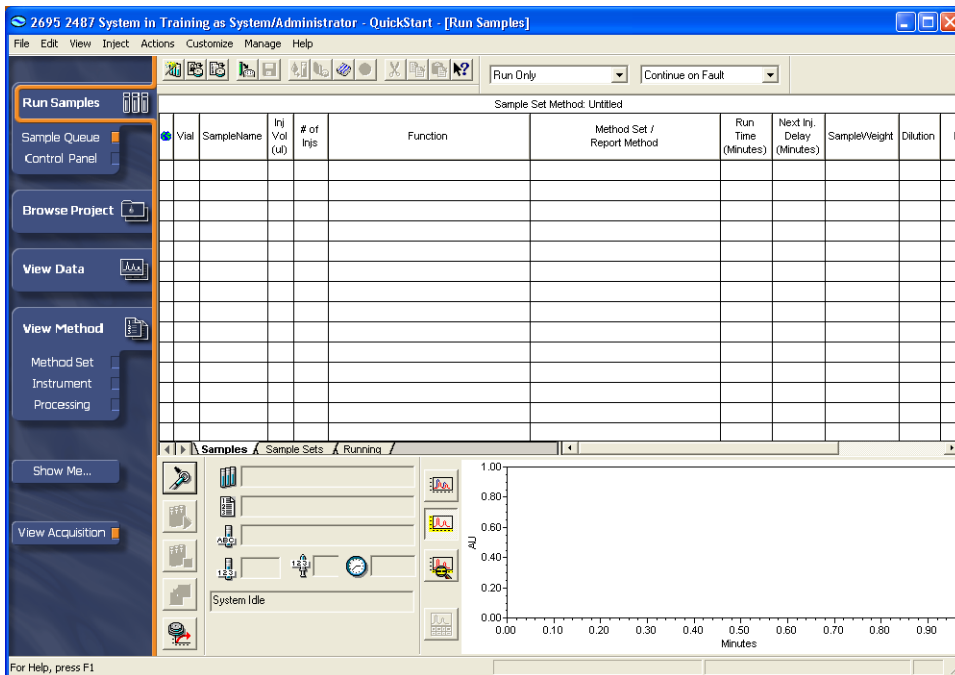 2695 2487 System in Training as System/Administrator - QuickStart - [Run Samples]
File Edit View Inject Actions Customize Manage Help
Run Only Continue on Fault
Run Samples
Sample Queue
Control Panel
Browse Project
View Data
View Method
Method Set
Instrument
Processing
Show Me...
View Acquisition
Sample Set Method: Untitled
Vial SampleName Inj Vol (ul) # of Injs Function Method Set / Report Method Run Time (Minutes) Next Inj. Delay (Minutes) SampleWeight Dilution
Samples Sample Sets Running
System Idle
1.00
0.80
0.60
0.40
0.20
0.00
AU
0.00 0.10 0.20 0.30 0.40 0.50 0.60 0.70 0.80 0.90
Minutes
For Help, press F1